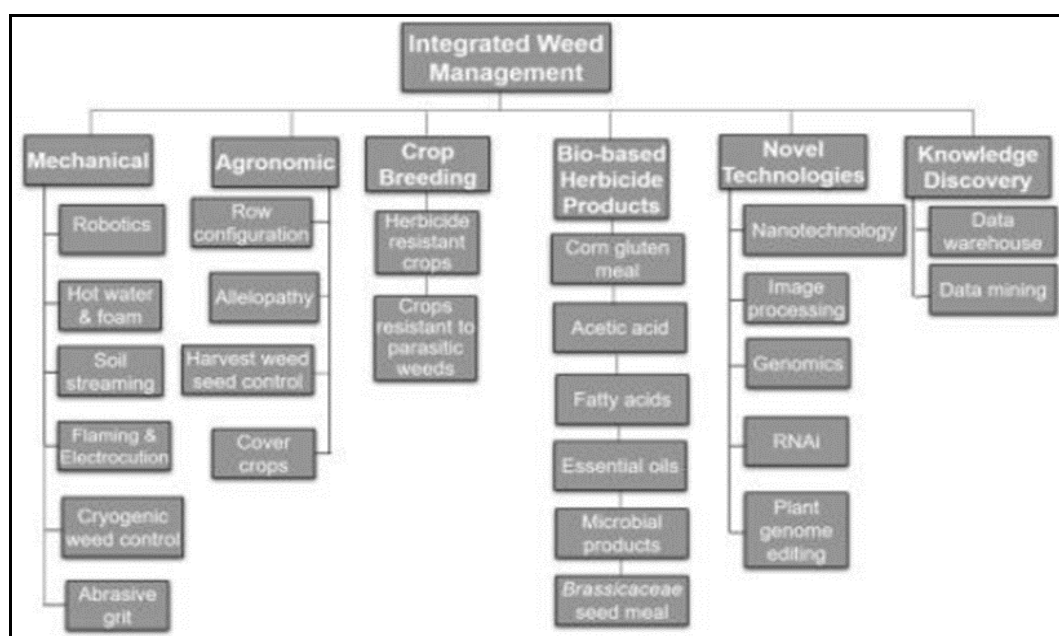 Integrated Weed
Management
Mechanical
Robotics
Hot water
& foam
Soil
streaming
Flaming &
Electrocution
Cryogenic
weed control
Abrasive
grit
Agronomic
Row
configuration
Allelopathy
Harvest weed
seed control
Cover
crops
Crop
Breeding
Herbicide
resistant
crops
Crops
resistant to
parasitic
weeds
Bio-based
Herbicide
Products
Corn gluten
meal
Acetic acid
Fatty acids
Essential oils
Microbial
products
Brassicaceae
seed meal
Novel
Technologies
Nanotechnology
Image
processing
Genomics
RNAi
Plant
genome
editing
Knowledge
Discovery
Data
warehouse
Data mining